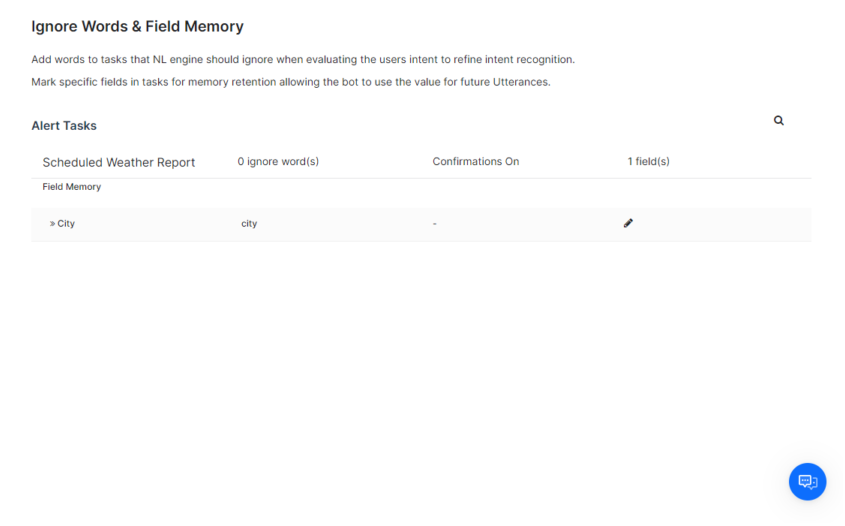 Ignore Words & Field Memory
Add words to tasks that NL engine should ignore when evaluating the users intent to refine intent recognition.
Mark specific fields in tasks for memory retention allowing the bot to use the value for future Utterances.
Alert Tasks
Scheduled Weather Report 0 ignore word(s) Confirmations On 1 field(s)
Field Memory
» City city -